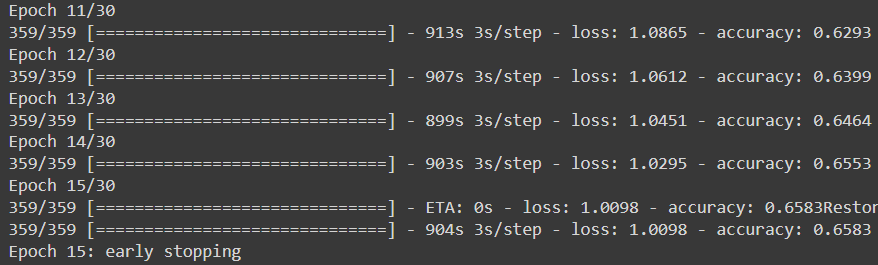 Epoch 11/30
359/359 [==============================] - 913s 3s/step - loss: 1.0865 - accuracy: 0.6293
Epoch 12/30
359/359 [==============================] - 907s 3s/step - loss: 1.0612 - accuracy: 0.6399
Epoch 13/30
359/359 [==============================] - 899s 3s/step - loss: 1.0451 - accuracy: 0.6464
Epoch 14/30
359/359 [==============================] - 903s 3s/step - loss: 1.0295 - accuracy: 0.6553
Epoch 15/30
359/359 [==============================] - ETA: 0s - loss: 1.0098 - accuracy: 0.6583Restor
359/359 [==============================] - 904s 3s/step - loss: 1.0098 - accuracy: 0.6583
Epoch 15: early stopping